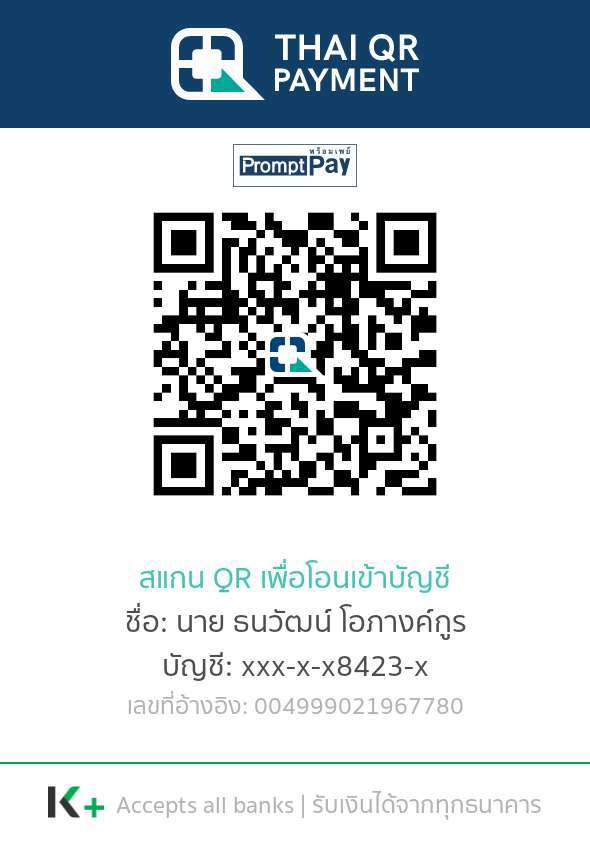 THAI QR
PAYMENT
พร้อมเพย์
PromptPay
สแกน QR เพื่อโอนเข้าบัญชี
ชื่อ: นาย ธนวัฒน์ โอภางค์กูร
บัญชี: xxx-x-x8423-x
เลขที่อ้างอิง: 004999021967780
K+ Accepts all banks | รับเงินได้จากทุกธนาคาร